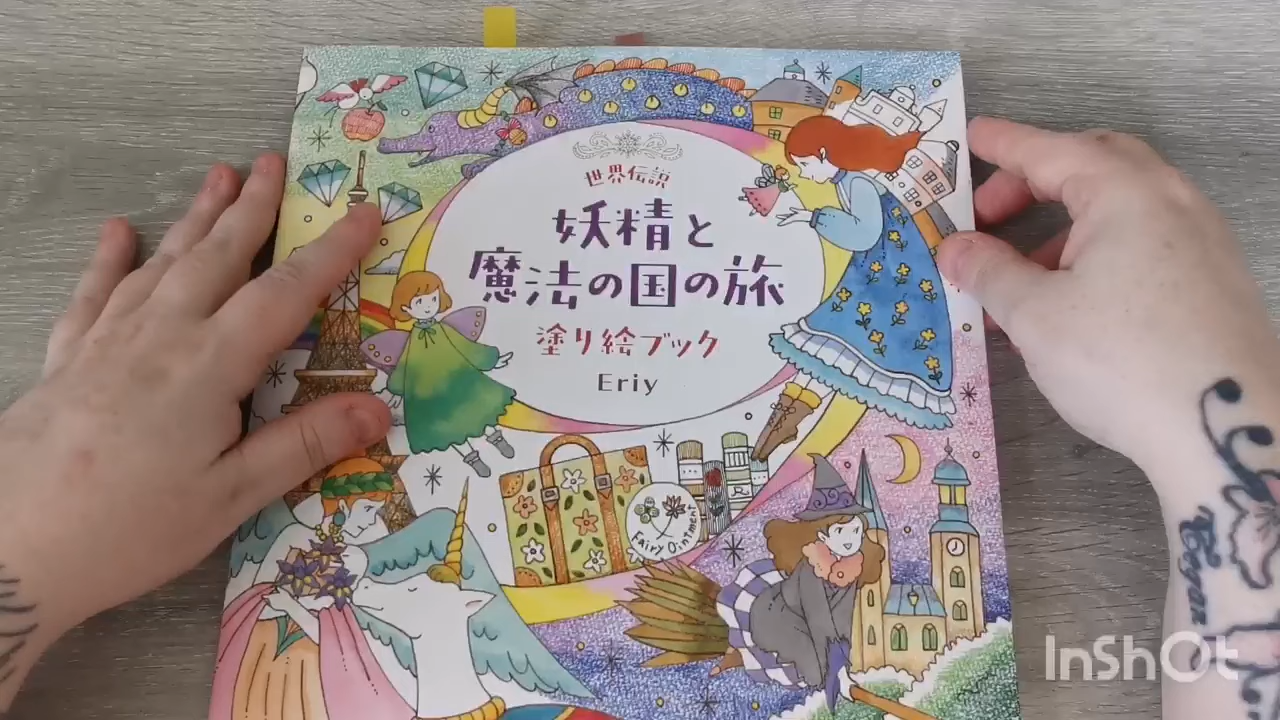 世界伝説
妖精と
魔法の国の旅
塗り絵ブック
Eriy
Fairy Ointment
InShOt